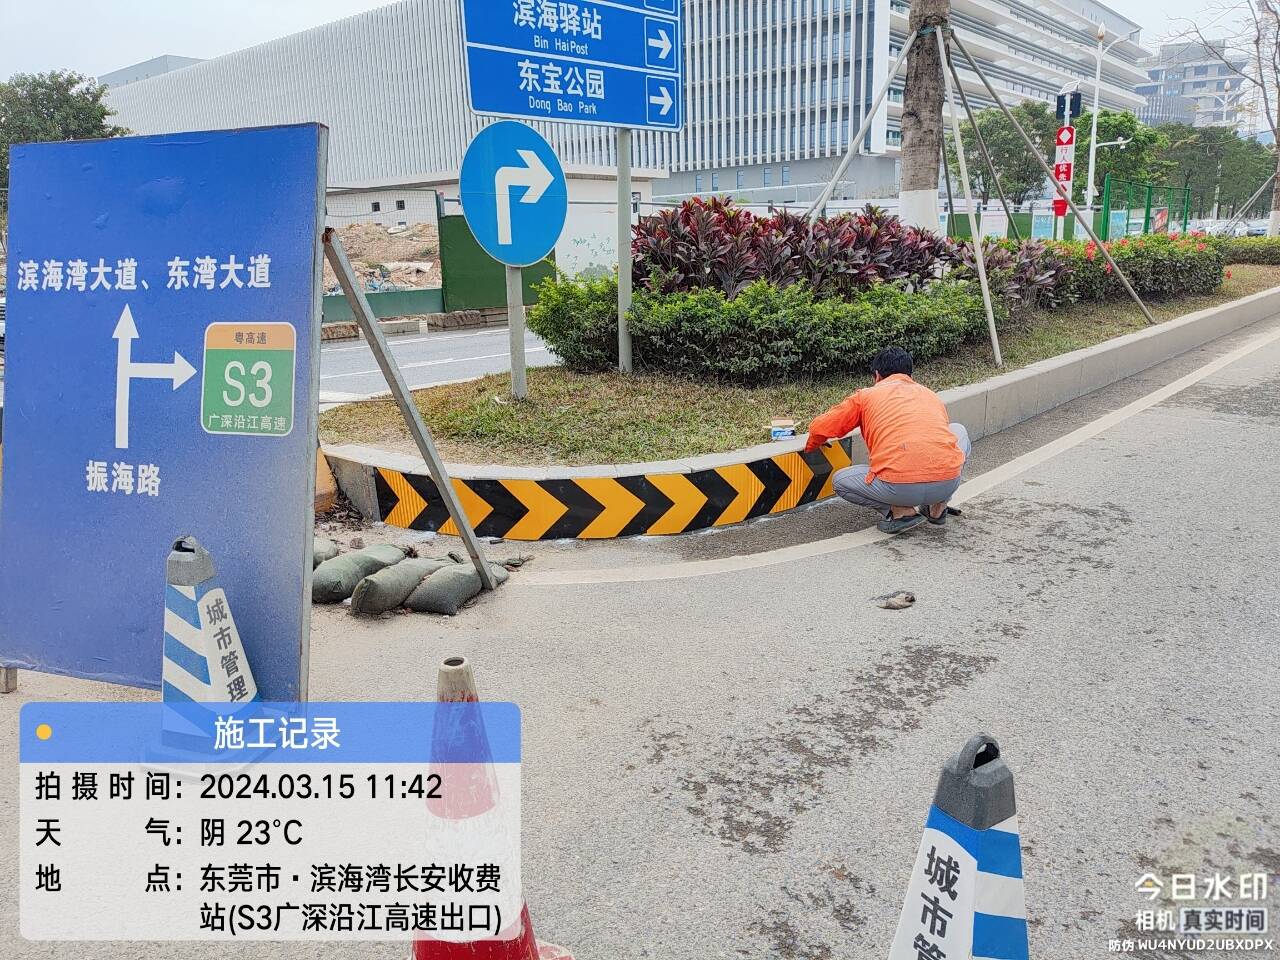 滨海驿站
Bin Hai Post
东宝公园
Dong Bao Park
滨海湾大道、东湾大道
粤高速
S3
广深沿江高速
振海路
行人
优先
城市管理
城市管
施工记录
拍摄时间：2024.03.15 11:42
天气：阴 23°C
地点：东莞市·滨海湾长安收费
站(S3广深沿江高速出口)
今日水印
相机 真实时间
防伪 WU4NYUD2UBXDPX